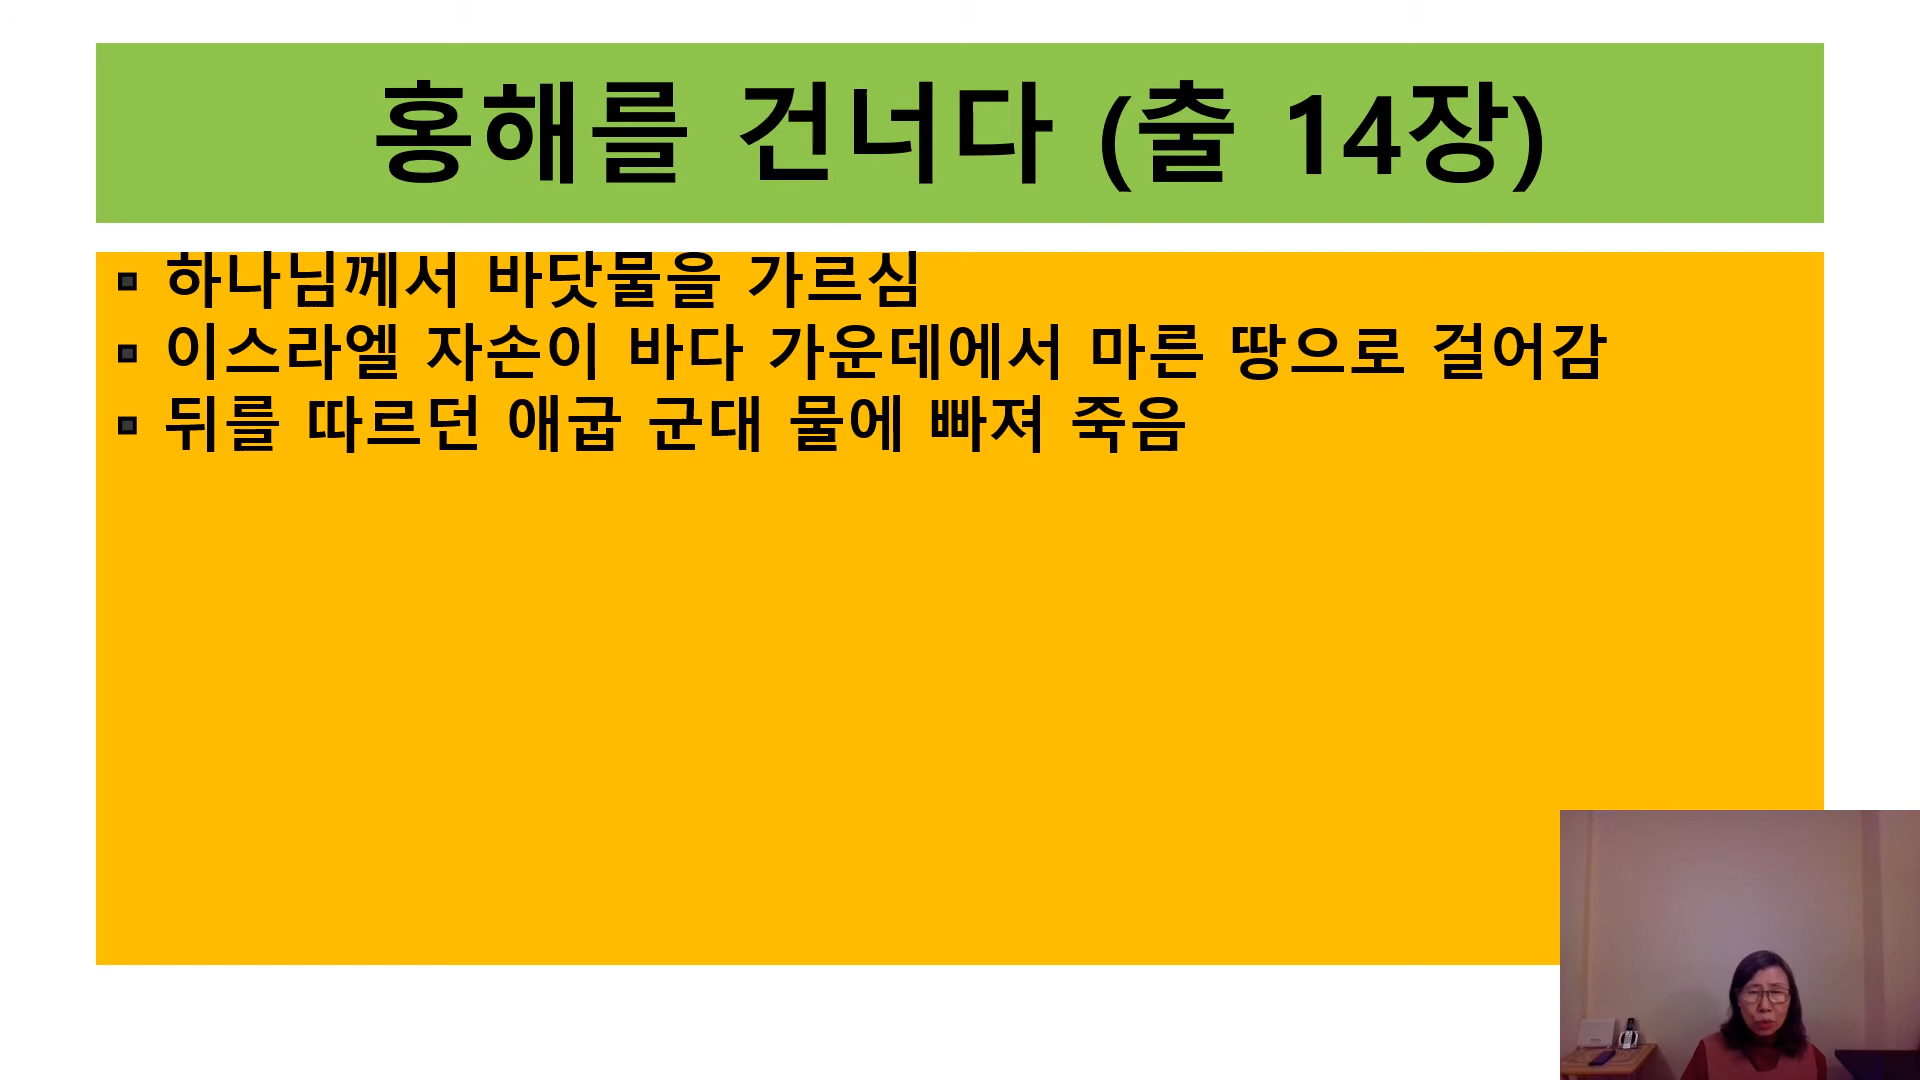 홍해를 건너다 (출 14장)
▪ 하나님께서 바닷물을 가르심
▪ 이스라엘 자손이 바다 가운데에서 마른 땅으로 걸어감
▪ 뒤를 따르던 애굽 군대 물에 빠져 죽음